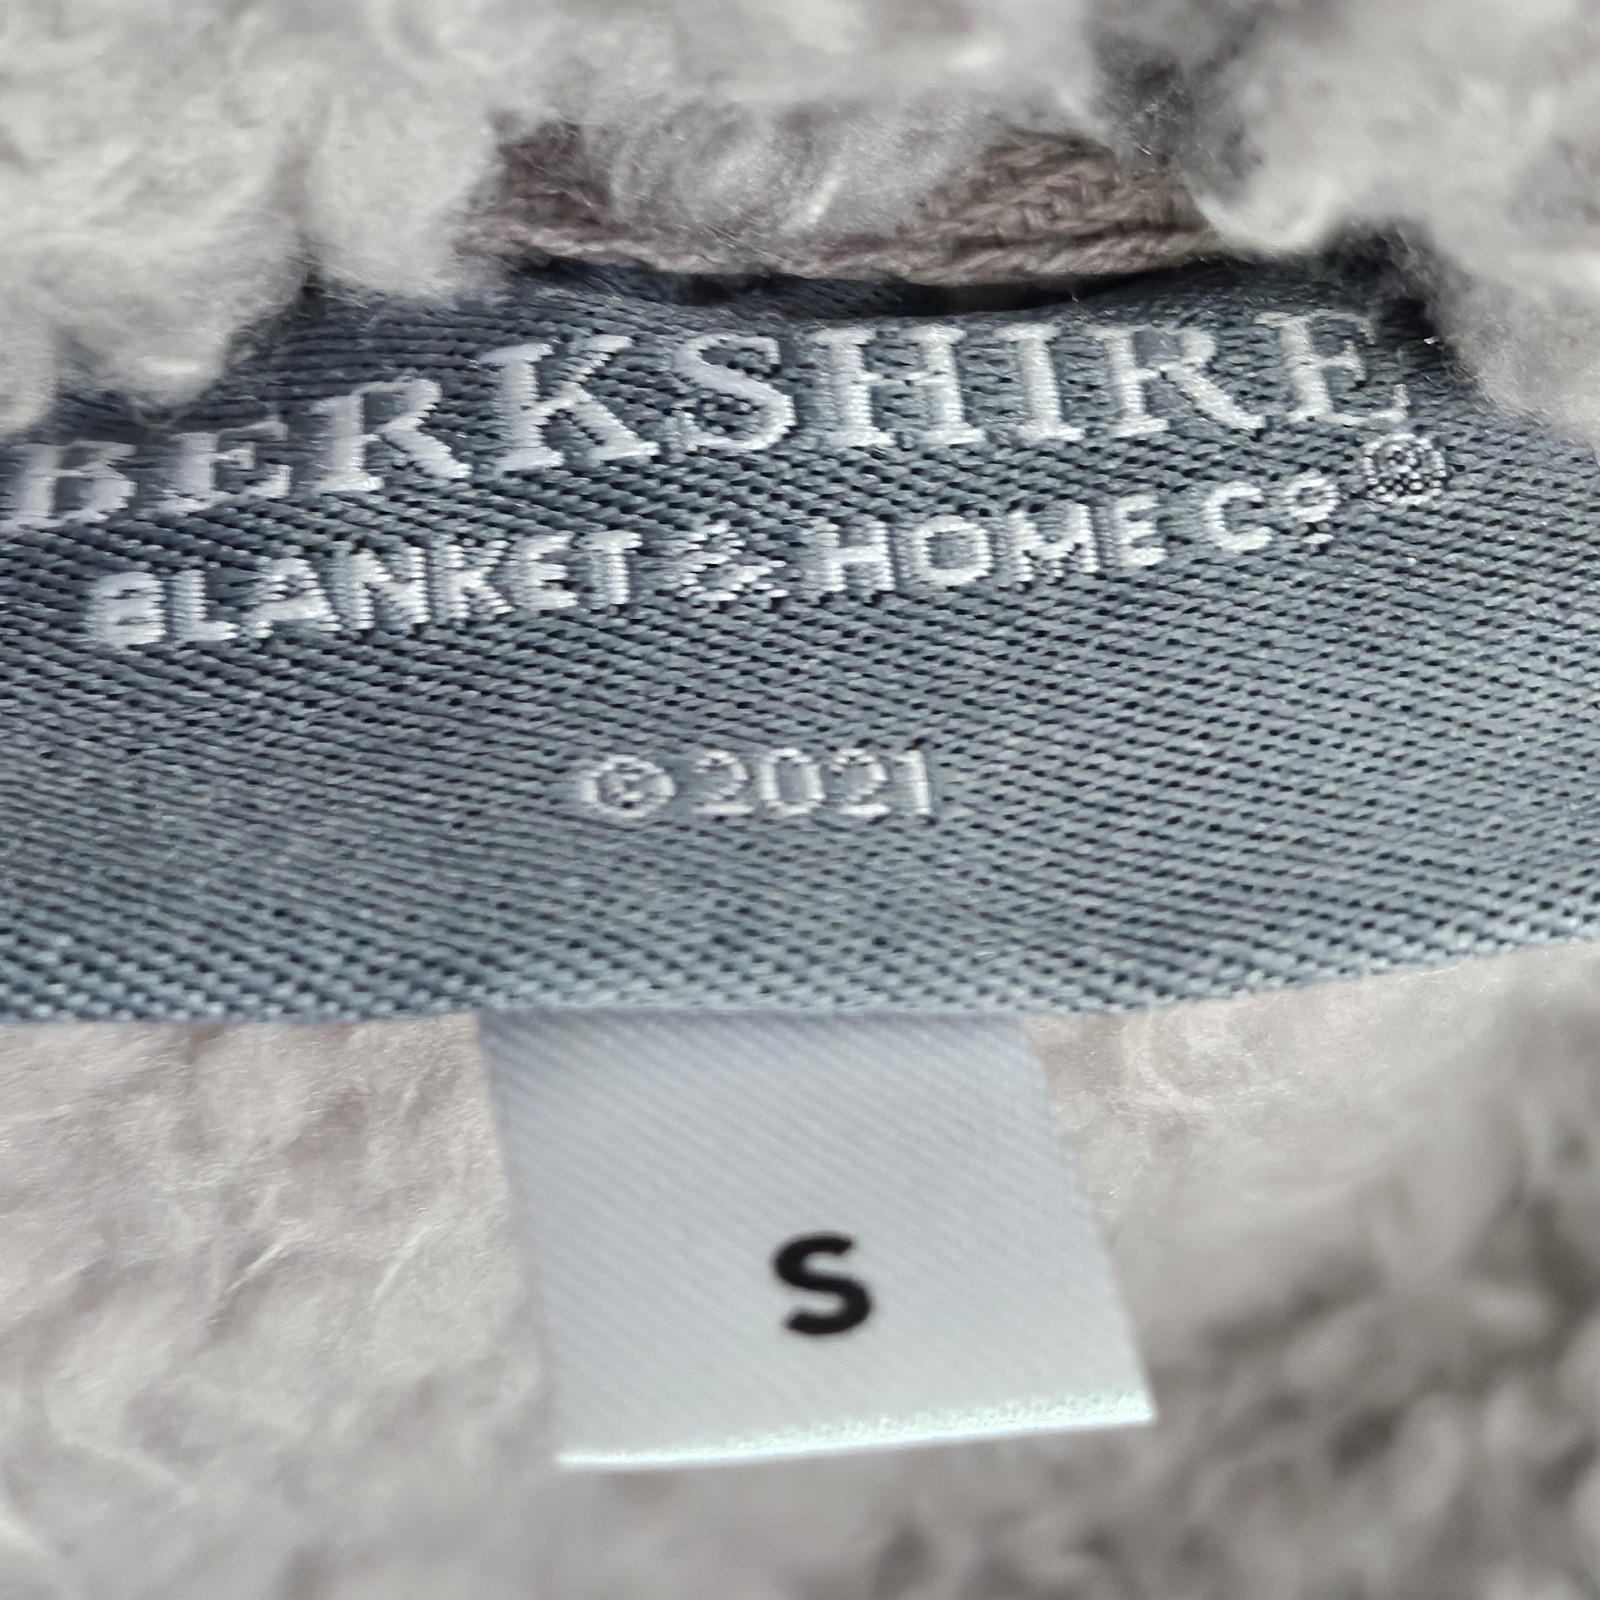 BERKSHIRE
BLANKET & HOME Cº®
©2021
S